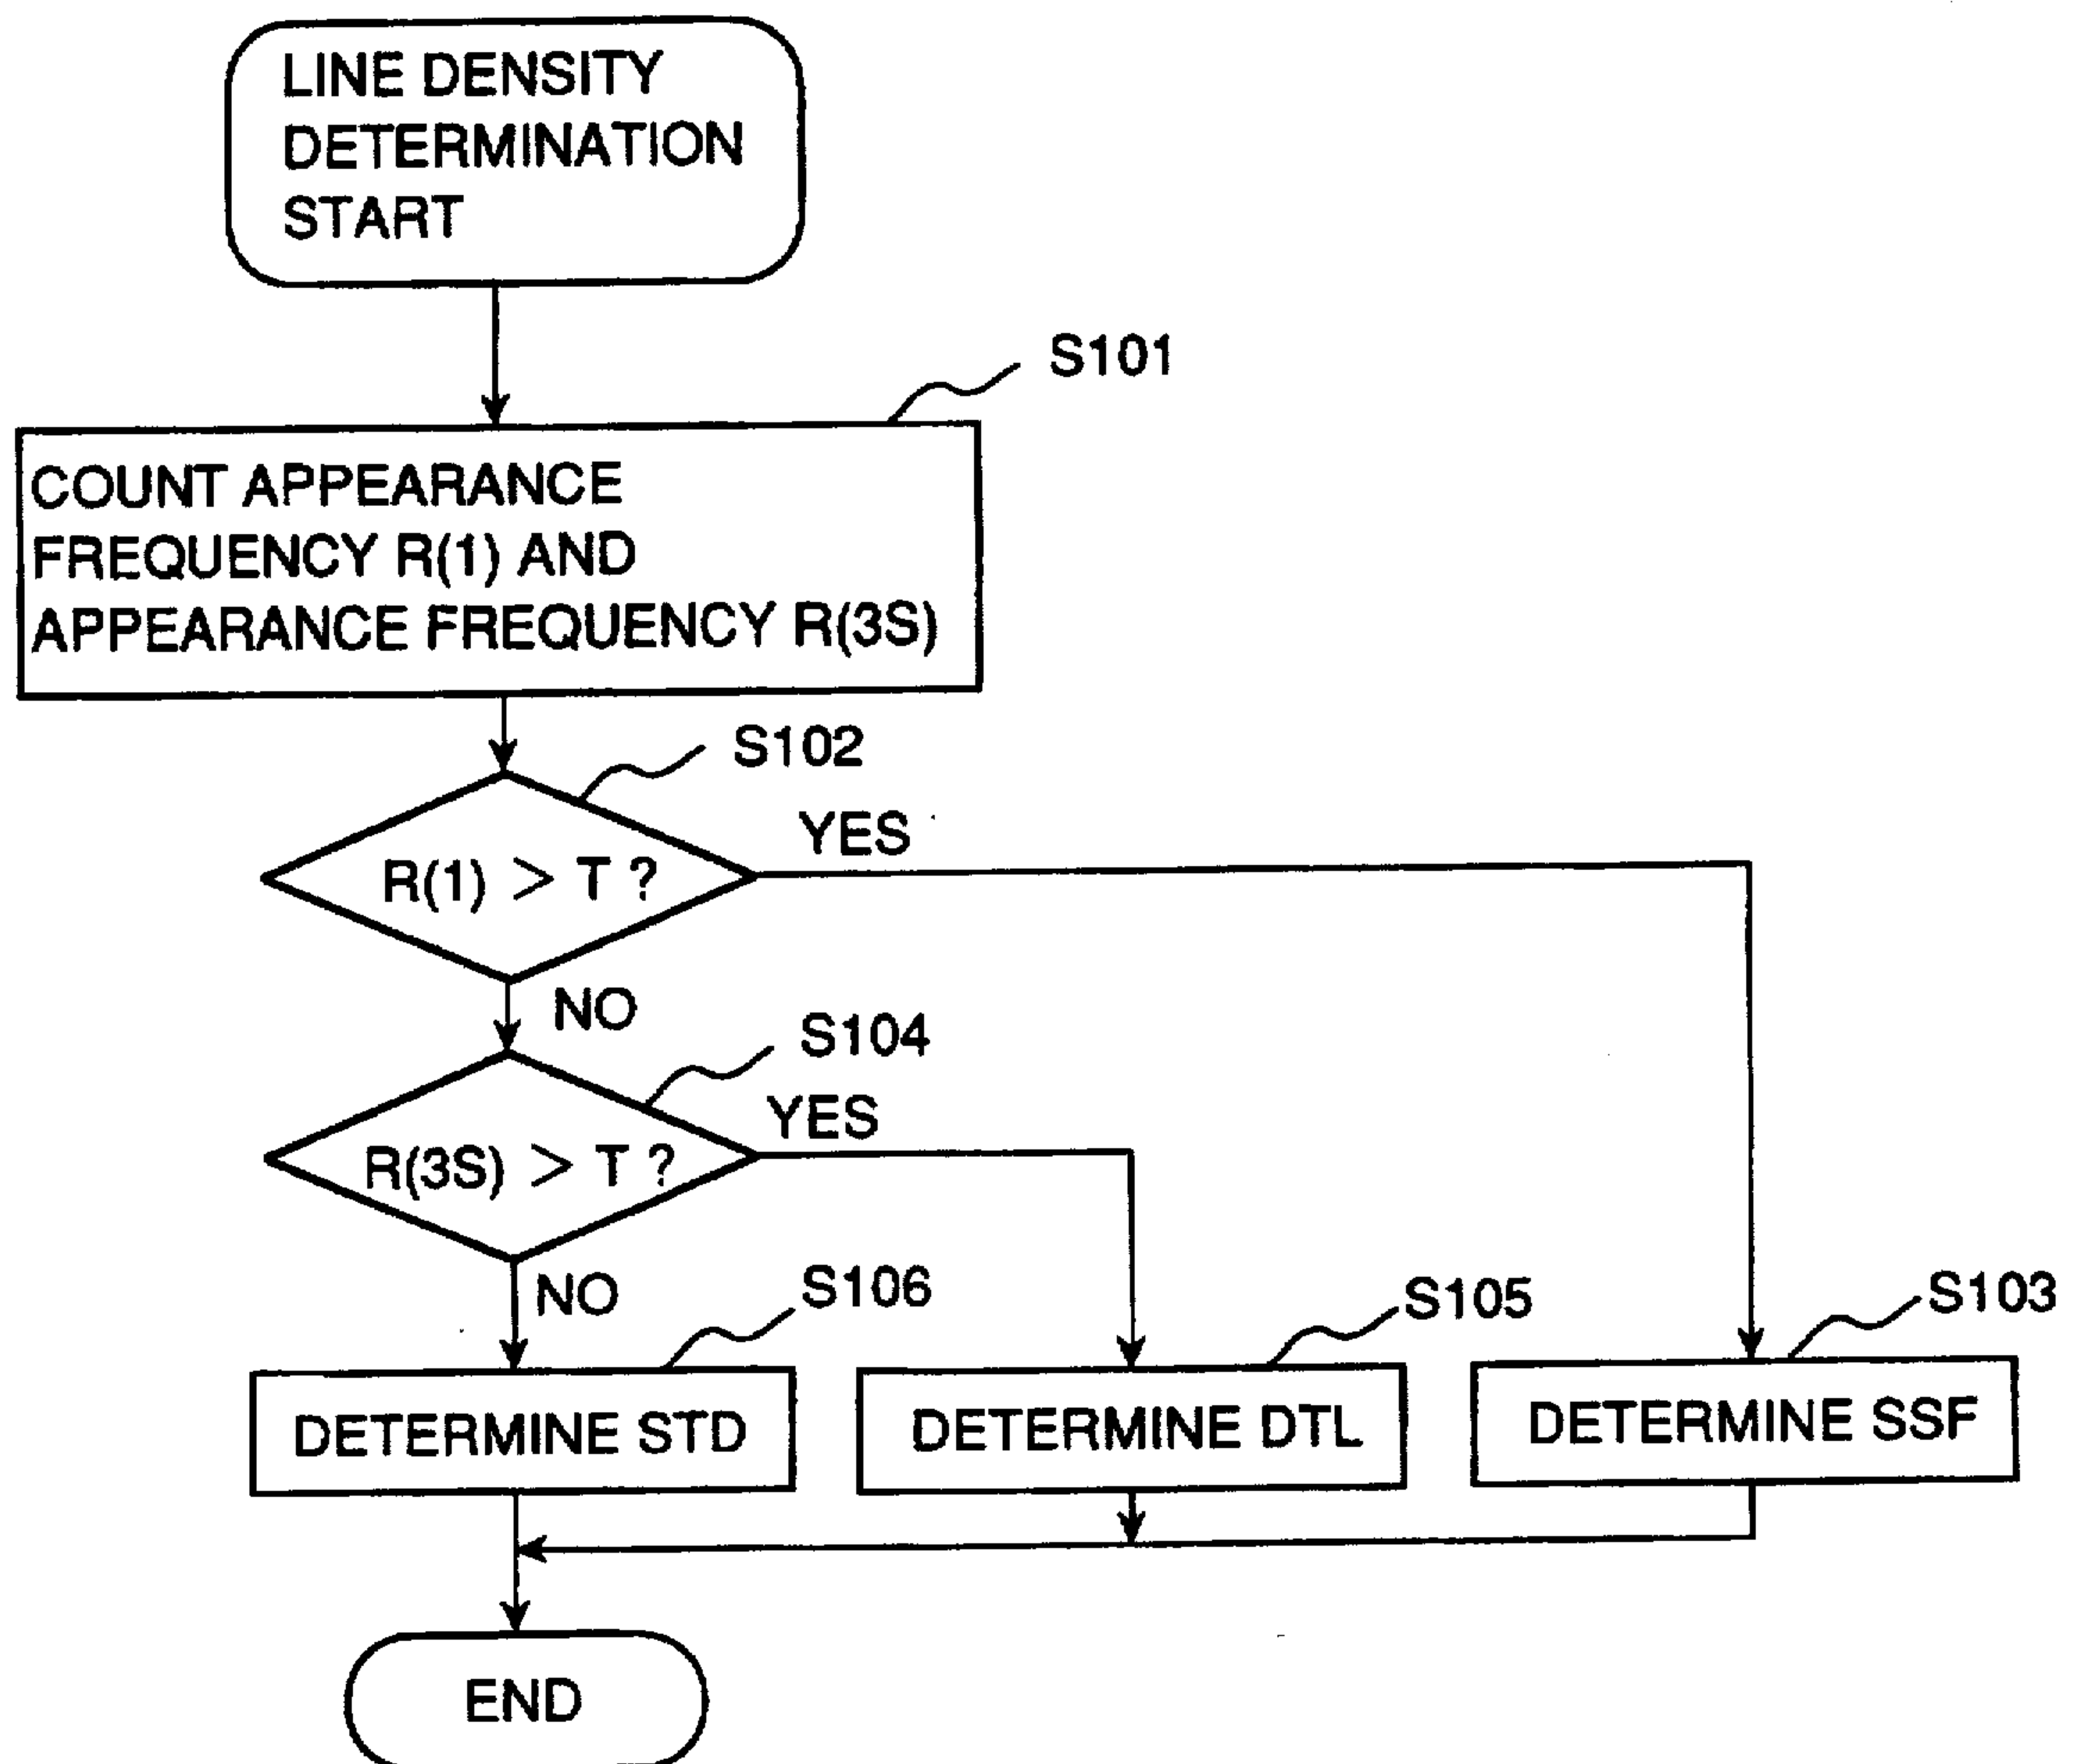 LINE DENSITY
DETERMINATION
START
S101
COUNT APPEARANCE
FREQUENCY R(1) AND
APPEARANCE FREQUENCY R(3S)
S102
YES
R(1) > T ?
NO
S104
YES
R(3S) > T ?
NO
S106
S105
S103
DETERMINE STD
DETERMINE DTL
DETERMINE SSF
END